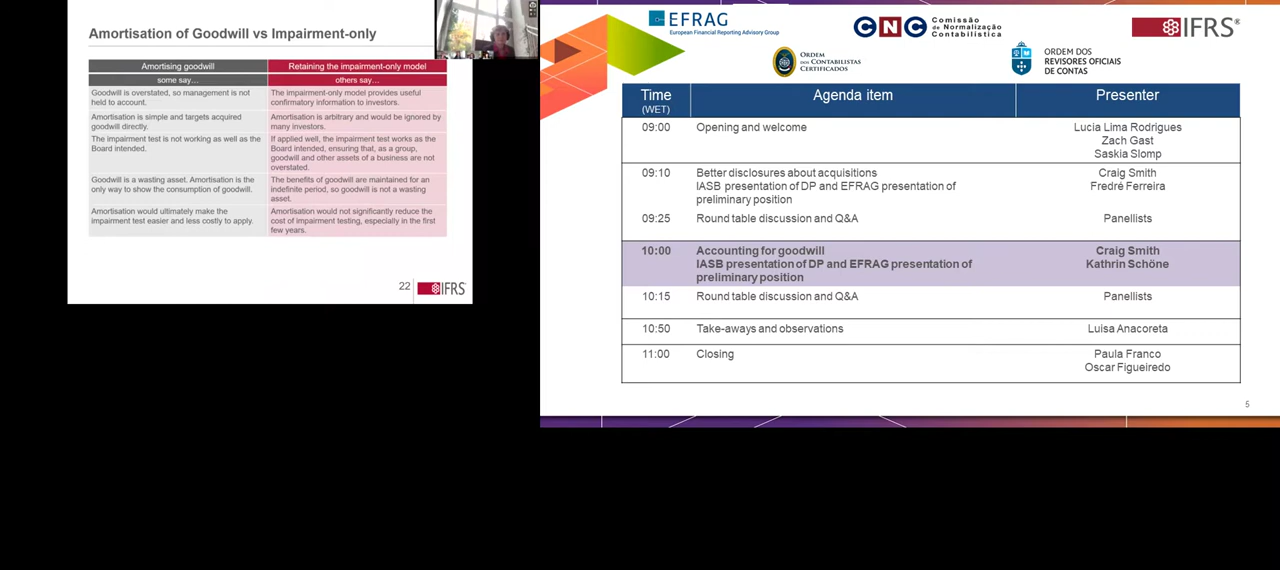 Amortisation of Goodwill vs Impairment-only
Amortising goodwill
Retaining the impairment-only model
some say…
others say…
Goodwill is overstated, so management is not
held to account.
The impairment-only model provides useful
confirmatory information to investors.
Amortisation is simple and targets acquired
goodwill directly.
Amortisation is arbitrary and would be ignored by
many investors.
The impairment test is not working as well as the
Board intended.
If applied well, the impairment test works as the
Board intended, ensuring that, as a group,
goodwill and other assets of a business are not
overstated.
Goodwill is a wasting asset. Amortisation is the
only way to show the consumption of goodwill.
The benefits of goodwill are maintained for an
indefinite period, so goodwill is not a wasting
asset.
Amortisation would ultimately make the
impairment test easier and less costly to apply.
Amortisation would not significantly reduce the
cost of impairment testing, especially in the first
few years.
22
IFRS
EFRAG
European Financial Reporting Advisory Group
CNC
Comissão
de Normalização
Contabilística
IFRS®
ORDEM
DOS CONTABILISTAS
CERTIFICADOS
ORDEM DOS
REVISORES OFICIAIS
DE CONTAS
Time
(WET)
Agenda item
Presenter
09:00
Opening and welcome
Lucia Lima Rodrigues
Zach Gast
Saskia Slomp
09:10
Better disclosures about acquisitions
IASB presentation of DP and EFRAG presentation of
preliminary position
Craig Smith
Fredré Ferreira
09:25
Round table discussion and Q&A
Panellists
10:00
Accounting for goodwill
IASB presentation of DP and EFRAG presentation of
preliminary position
Craig Smith
Kathrin Schöne
10:15
Round table discussion and Q&A
Panellists
10:50
Take-aways and observations
Luisa Anacoreta
11:00
Closing
Paula Franco
Oscar Figueiredo
5